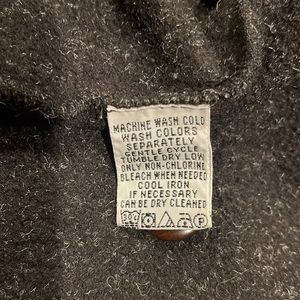 MACHINE WASH COLD
WASH COLORS
SEPARATELY
GENTLE CYCLE
TUMBLE DRY LOW
ONLY NON-CHLORINE
BLEACH WHEN NEEDED
COOL IRON
IF NECESSARY
CAN BE DRY CLEANED